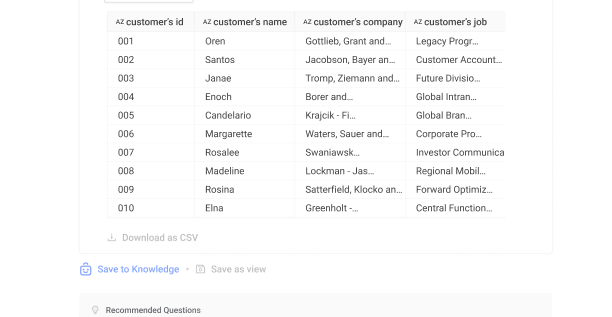 AZ customer's id AZ customer's name AZ customer's company AZ customer's job
001 Oren Gottlieb, Grant and... Legacy Progr...
002 Santos Jacobson, Bayer an... Customer Account...
003 Janae Tromp, Ziemann and... Future Divisio...
004 Enoch Borer and... Global Intran...
005 Candelario Krajcik - Fi... Global Bran...
006 Margarette Waters, Sauer and... Corporate Pro...
007 Rosalee Swaniawsk... Investor Communica
008 Madeline Lockman - Jas... Regional Mobil...
009 Rosina Satterfield, Klocko an... Forward Optimiz...
010 Elna Greenholt -... Central Function...
Download as CSV
Save to Knowledge • Save as view
Recommended Questions